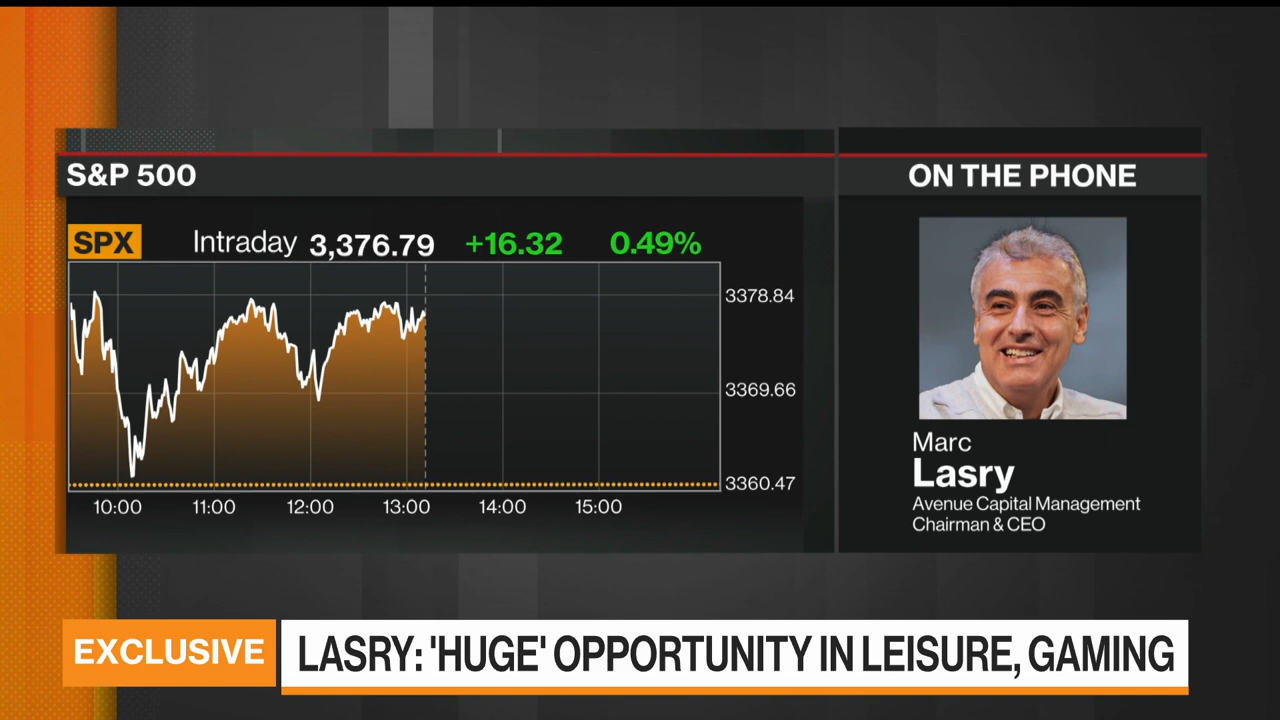 S&P 500
SPX Intraday 3,376.79 +16.32 0.49%
3378.84
3369.66
3360.47
10:00 11:00 12:00 13:00 14:00 15:00
ON THE PHONE
Marc
Lasry
Avenue Capital Management
Chairman & CEO
EXCLUSIVE
LASRY: 'HUGE' OPPORTUNITY IN LEISURE, GAMING